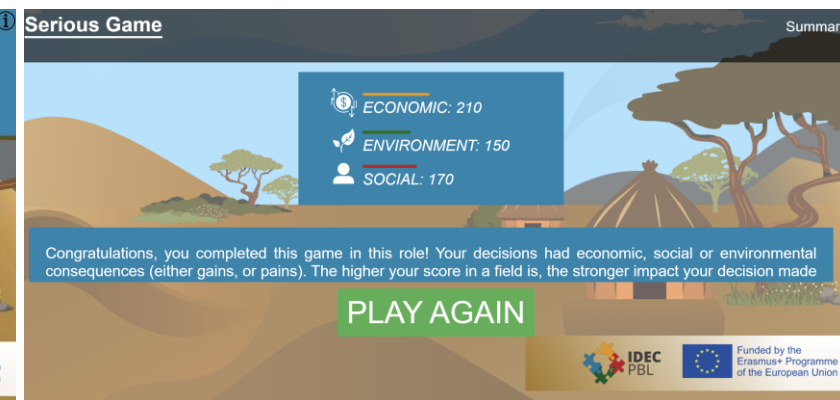 Serious Game
Summar
ECONOMIC: 210
ENVIRONMENT: 150
SOCIAL: 170
Congratulations, you completed this game in this role! Your decisions had economic, social or environmental
consequences (either gains, or pains). The higher your score in a field is, the stronger impact your decision made
PLAY AGAIN
IDEC
PBL
Funded by the
Erasmus+ Programme
of the European Union